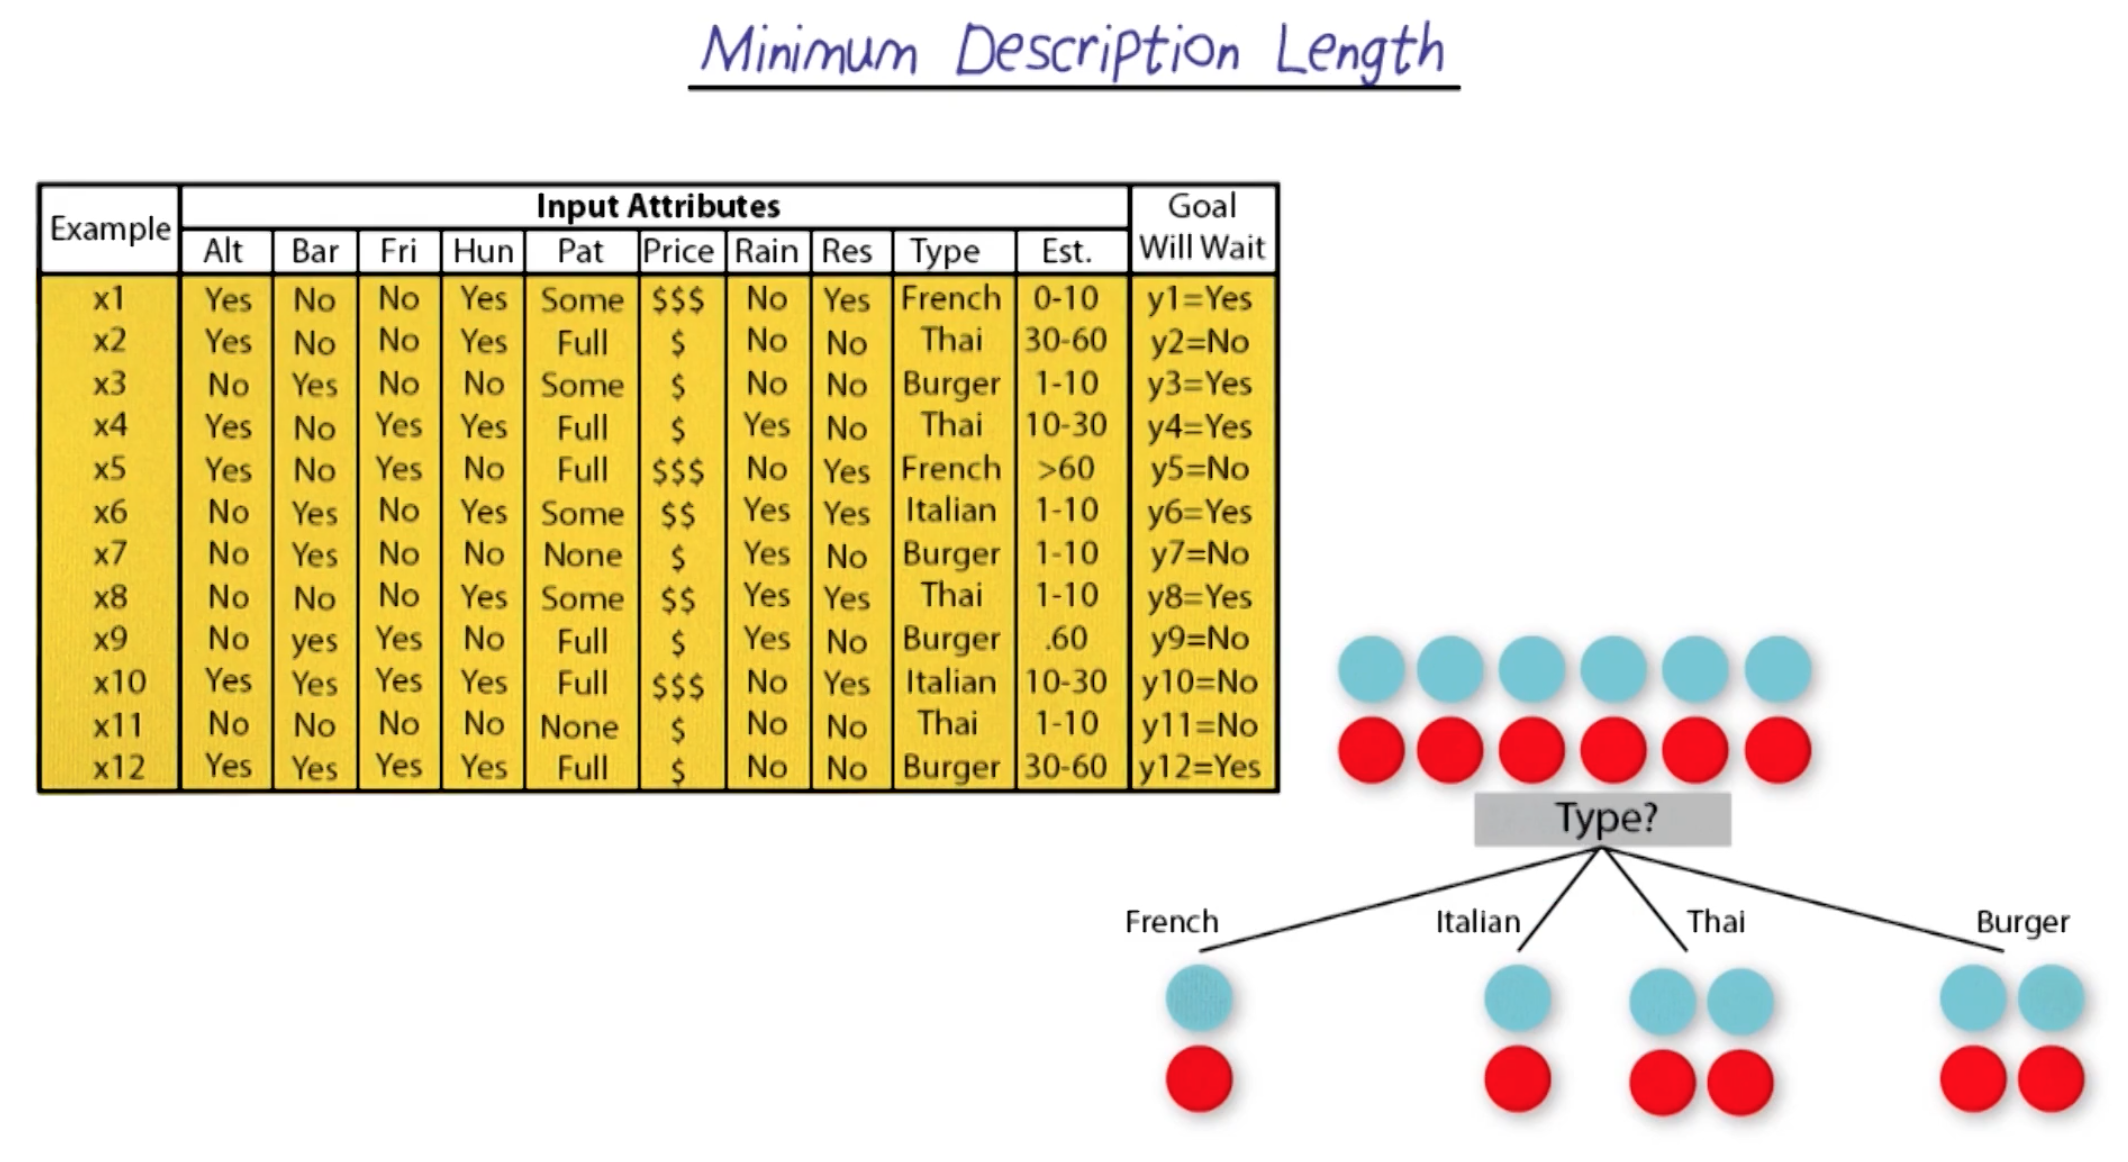 Minimum Description Length
Example Input Attributes Goal Will Wait
Alt Bar Fri Hun Pat Price Rain Res Type Est.
x1 Yes No No Yes Some $$$ No Yes French 0-10 y1=Yes
x2 Yes No No Yes Full $ No No Thai 30-60 y2=No
x3 No Yes No No Some $ No No Burger 1-10 y3=Yes
x4 Yes No Yes Yes Full $ Yes No Thai 10-30 y4=Yes
x5 Yes No Yes No Full $$$ No Yes French >60 y5=No
x6 No Yes No Yes Some $$ Yes Yes Italian 1-10 y6=Yes
x7 No Yes No No None $ Yes No Burger 1-10 y7=No
x8 No No No Yes Some $$ Yes Yes Thai 1-10 y8=Yes
x9 No yes Yes No Full $ Yes No Burger .60 y9=No
x10 Yes Yes Yes Yes Full $$$ No Yes Italian 10-30 y10=No
x11 No No No No None $ No No Thai 1-10 y11=No
x12 Yes Yes Yes Yes Full $ No No Burger 30-60 y12=Yes
Type?
French Italian Thai Burger